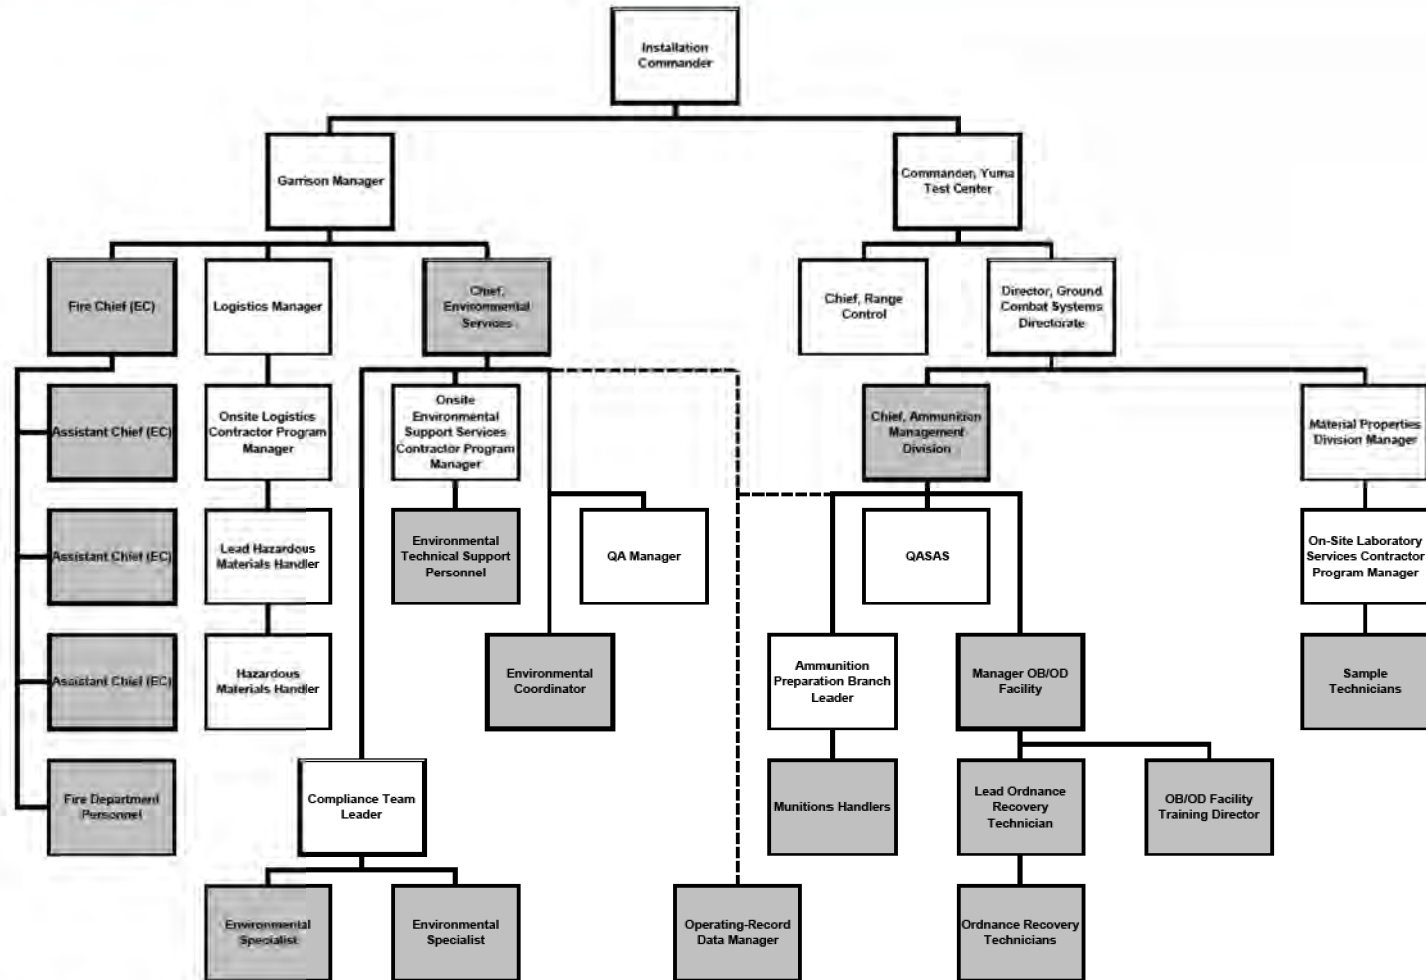 Installation
Commander
Garrison Manager
Commander, Yuma
Test Center
Fire Chief (EC)
Logistics Manager
Chief,
Environmental
Services
Chief, Range
Control
Director, Ground
Combat Systems
Directorate
Assistant Chief (EC)
Onsite Logistics
Contractor Program
Manager
Onsite
Environmental
Support Services
Contractor Program
Manager
Chief, Ammunition
Management
Division
Material Properties
Division Manager
Assistant Chief (EC)
Lead Hazardous
Materials Handler
Environmental
Technical Support
Personnel
QA Manager
QASAS
On-Site Laboratory
Services Contractor
Program Manager
Assistant Chief (EC)
Hazardous
Materials Handler
Environmental
Coordinator
Ammunition
Preparation Branch
Leader
Manager OB/OD
Facility
Sample
Technicians
Fire Department
Personnel
Compliance Team
Leader
Munitions Handlers
Lead Ordnance
Recovery
Technician
OB/OD Facility
Training Director
Environmental
Specialist
Environmental
Specialist
Operating-Record
Data Manager
Ordnance Recovery
Technicians